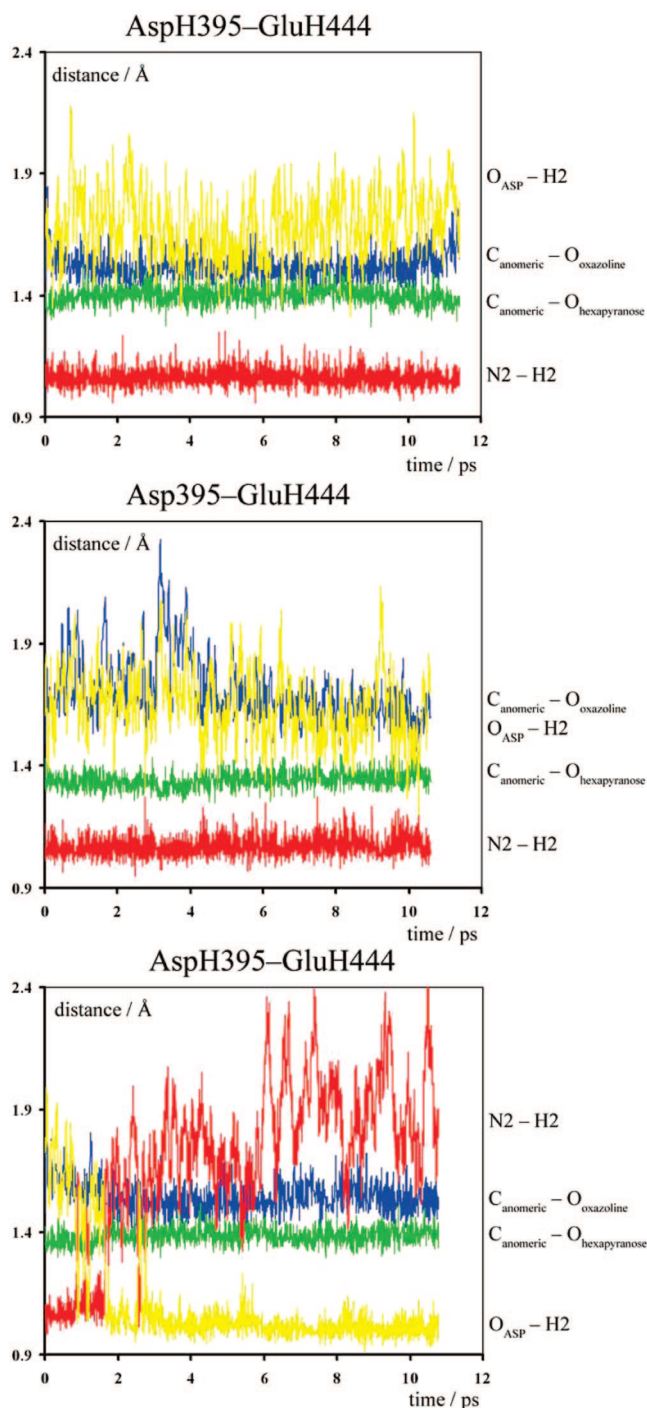 AspH395–GluH444
2.4
distance / Å
1.9
1.4
0.9
O_ASP – H2
C_anomeric – O_oxazoline
C_anomeric – O_hexapyranose
N2 – H2
0 2 4 6 8 10 12
time / ps
Asp395–GluH444
2.4
distance / Å
1.9
1.4
0.9
C_anomeric – O_oxazoline
O_ASP – H2
C_anomeric – O_hexapyranose
N2 – H2
0 2 4 6 8 10 12
time / ps
AspH395–GluH444
2.4
distance / Å
1.9
1.4
0.9
N2 – H2
C_anomeric – O_oxazoline
C_anomeric – O_hexapyranose
O_ASP – H2
0 2 4 6 8 10 12
time / ps